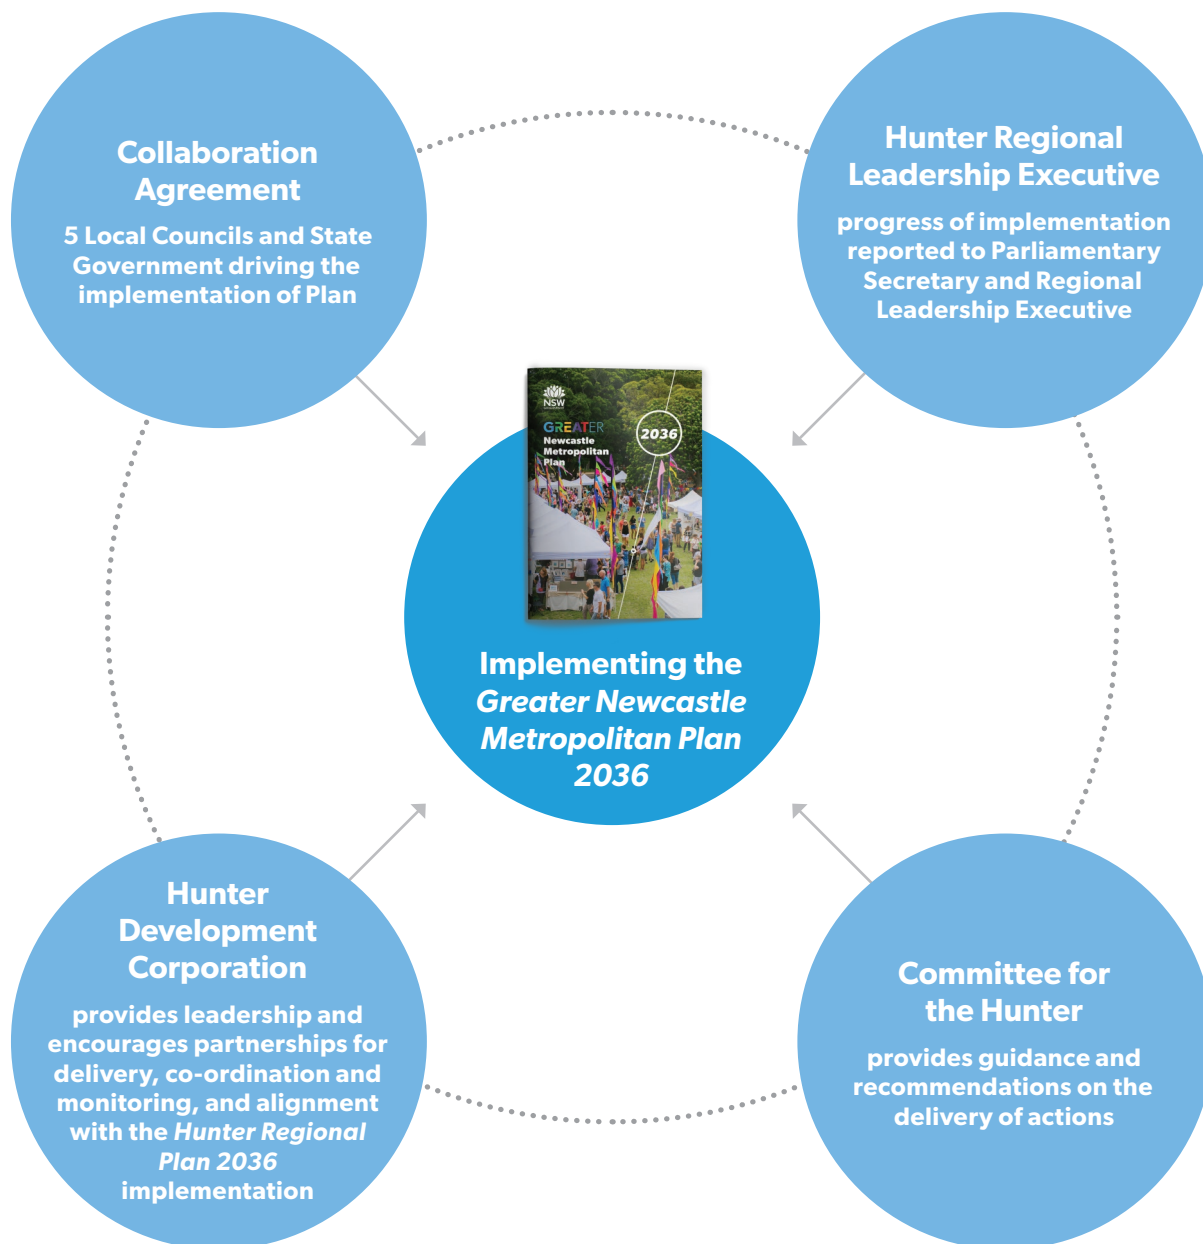 Collaboration
Agreement
5 Local Councils and State
Government driving the
implementation of Plan
Hunter Regional
Leadership Executive
progress of implementation
reported to Parliamentary
Secretary and Regional
Leadership Executive
NSW
GREATER
Newcastle
Metropolitan
Plan
2036
Implementing the
Greater Newcastle
Metropolitan Plan
2036
Hunter
Development
Corporation
provides leadership and
encourages partnerships for
delivery, co-ordination and
monitoring, and alignment
with the Hunter Regional
Plan 2036
implementation
Committee for
the Hunter
provides guidance and
recommendations on the
delivery of actions